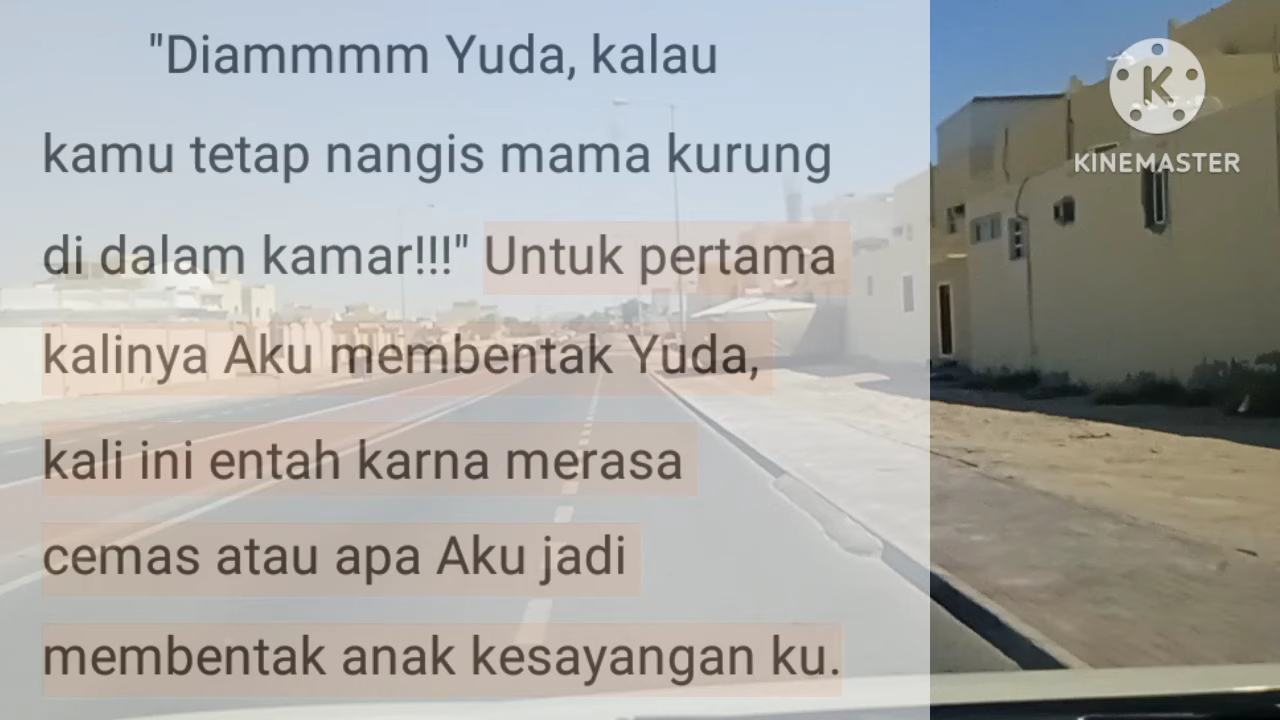 "Diammmm Yuda, kalau
kamu tetap nangis mama kurung
di dalam kamar!!!" Untuk pertama
kalinya Aku membentak Yuda,
kali ini entah karna merasa
cemas atau apa Aku jadi
membentak anak kesayangan ku.
K
KINEMASTER